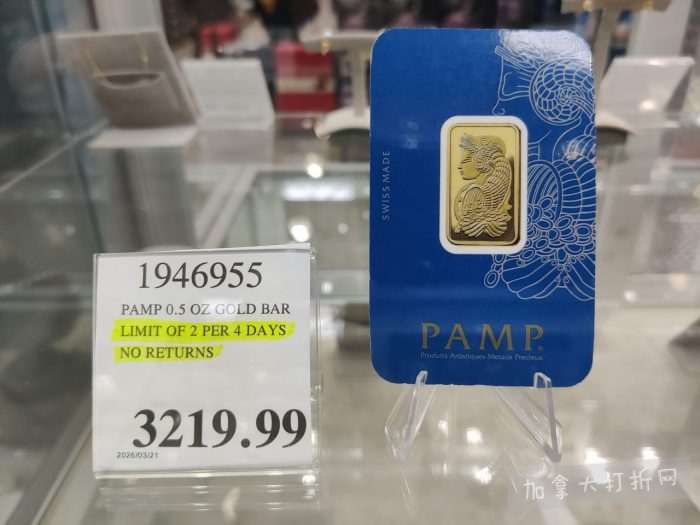 1946955
PAMP 0.5 OZ GOLD BAR
LIMIT OF 2 PER 4 DAYS
NO RETURNS
3219.99
2026/03/21
SWISS MADE
PAMP
Produits Artistiques Métaux Précieux
加拿大打折网